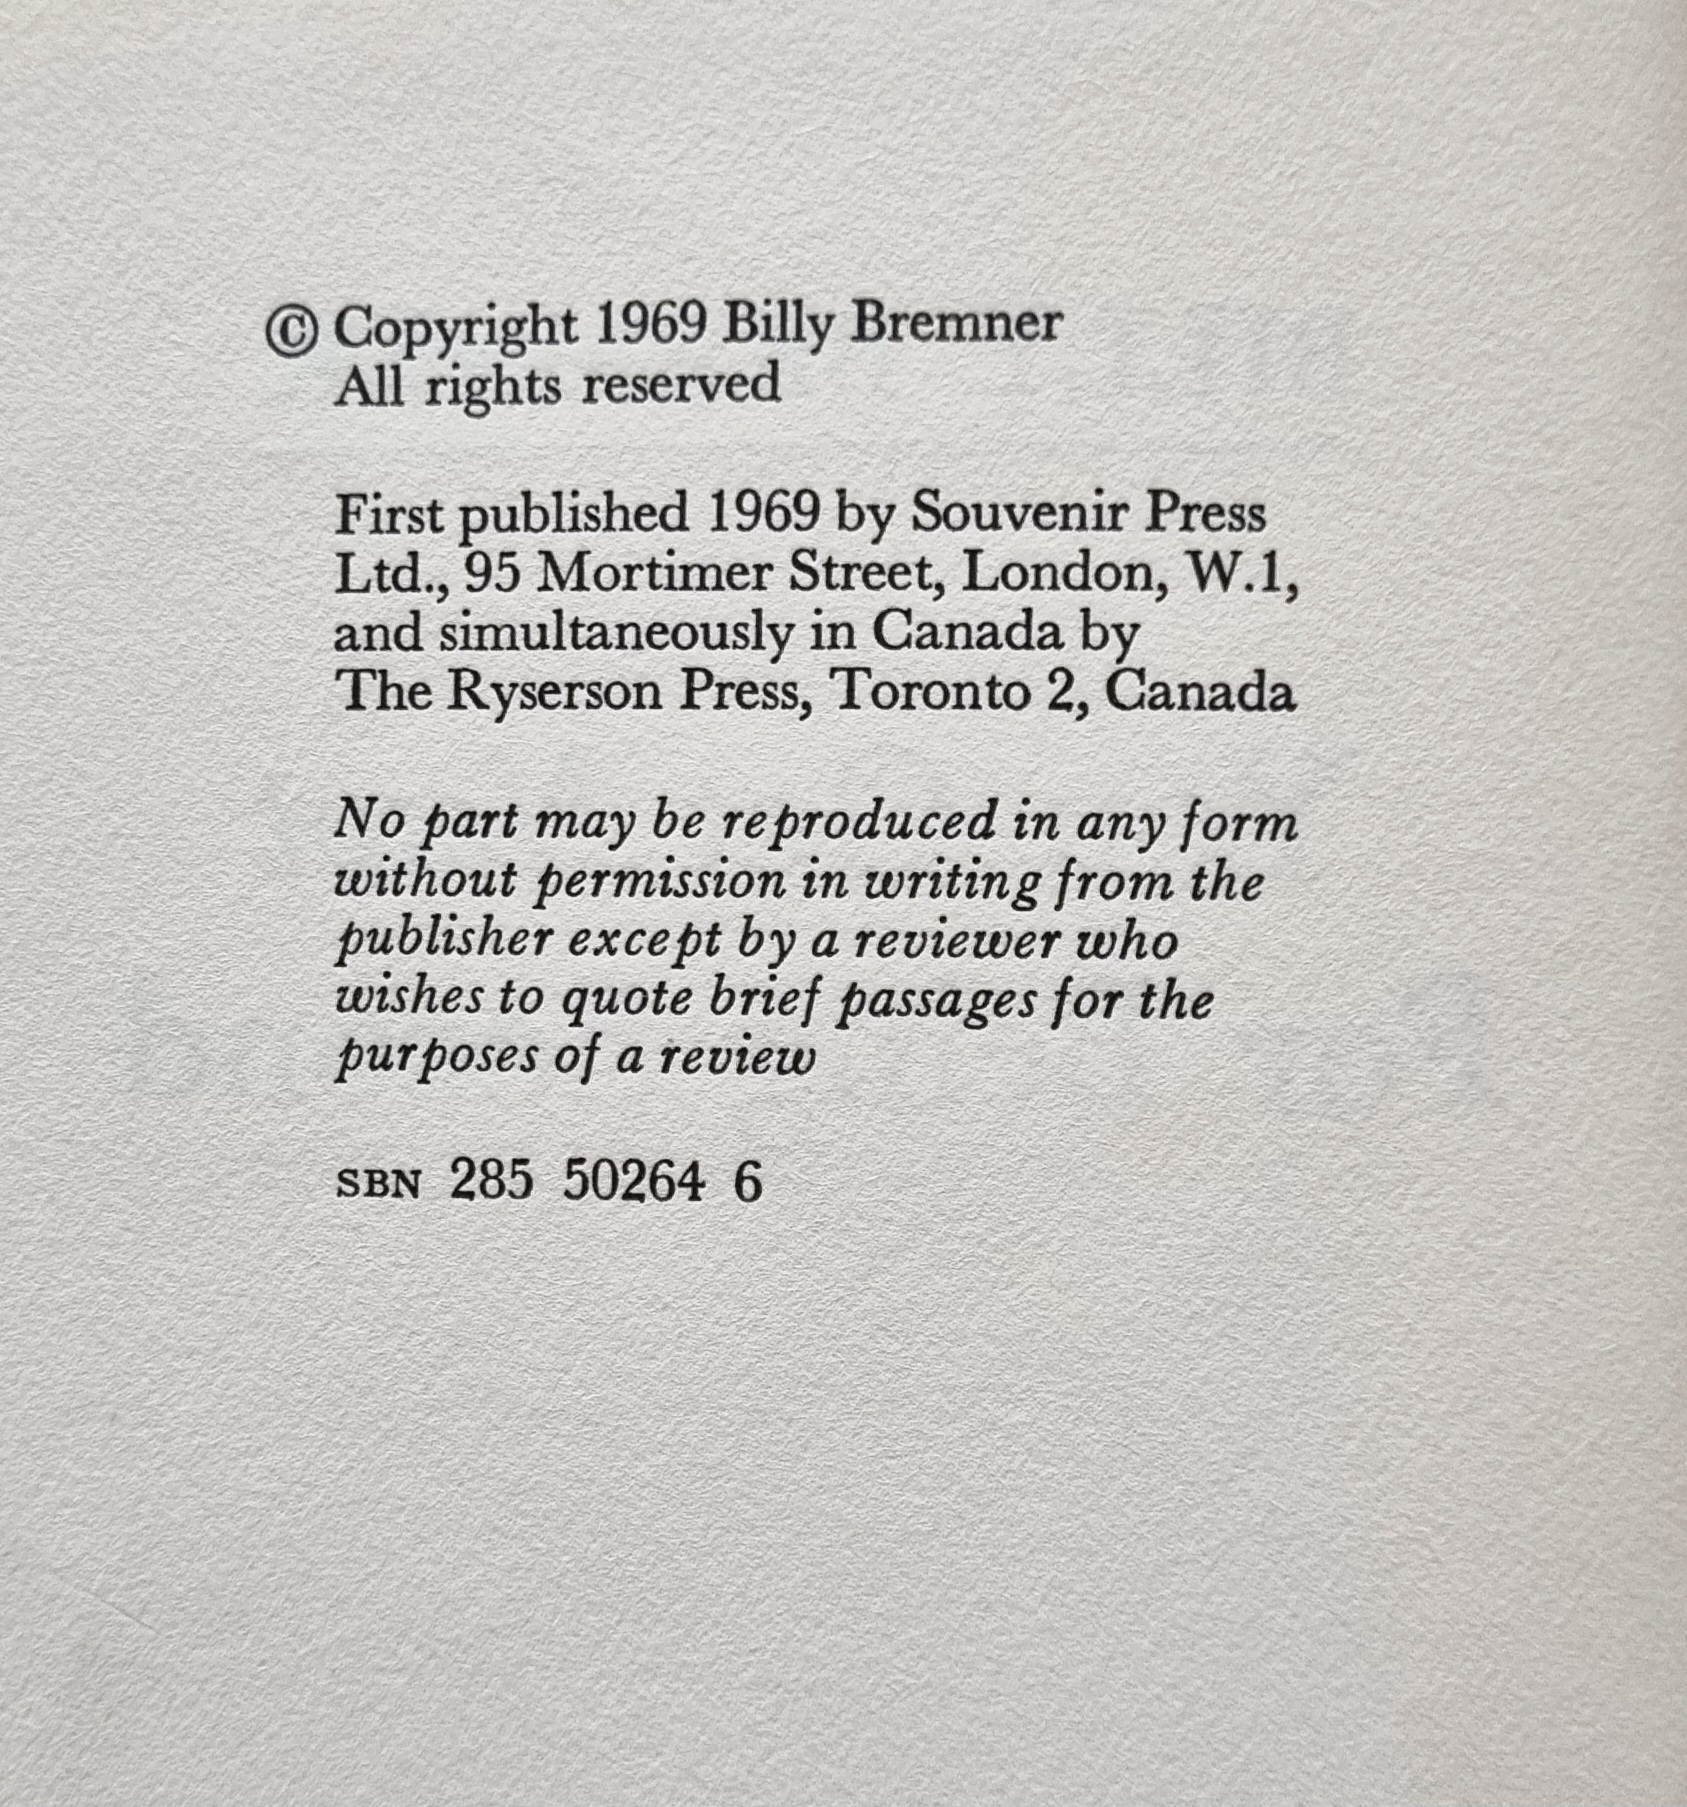 © Copyright 1969 Billy Bremner
All rights reserved
First published 1969 by Souvenir Press
Ltd., 95 Mortimer Street, London, W.1,
and simultaneously in Canada by
The Ryserson Press, Toronto 2, Canada
No part may be reproduced in any form
without permission in writing from the
publisher except by a reviewer who
wishes to quote brief passages for the
purposes of a review
SBN 285 50264 6